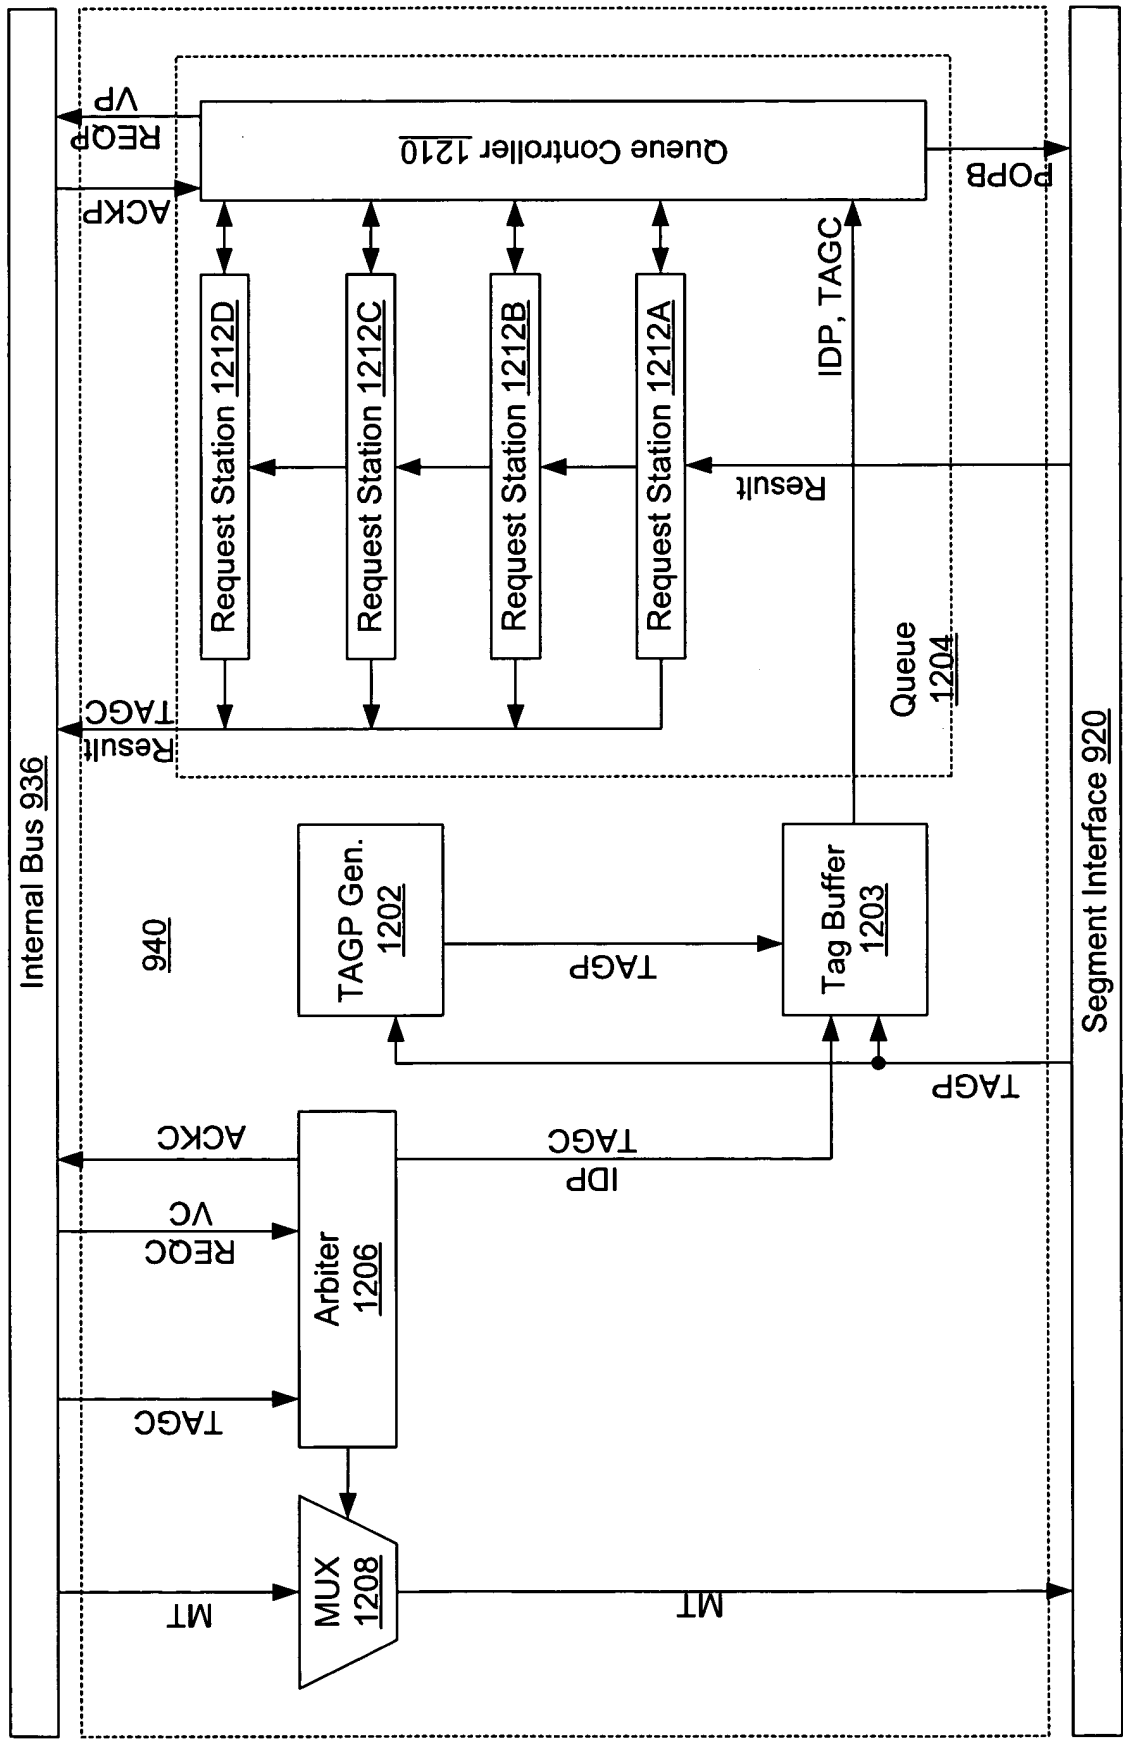 Internal Bus 936
940
MT
TAGC
REQC
VC
ACKC
Result
TAGC
ACKP
REQP
VP
MUX
1208
Arbiter
1206
TAGP Gen.
1202
Request Station 1212D
Request Station 1212C
Request Station 1212B
Request Station 1212A
Queue Controller 1210
IDP
TAGC
TAGP
Tag Buffer
1203
Result
IDP, TAGC
Queue
1204
MT
TAGP
POPB
Segment Interface 920